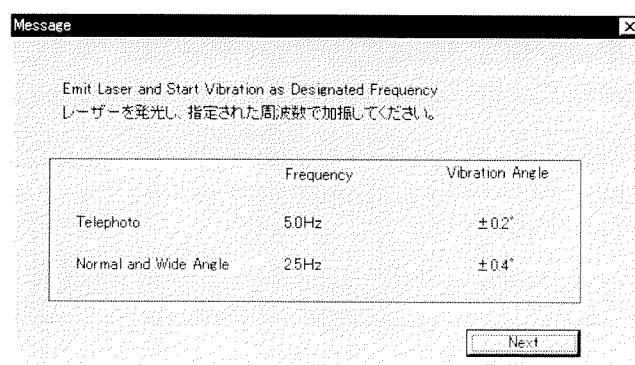 Message
Emit Laser and Start Vibration as Designated Frequency
レーザーを発光し、指定された周波数で加振してください。
Frequency Vibration Angle
Telephoto 5.0Hz ±0.2°
Normal and Wide Angle 2.5Hz ±0.4°
Next